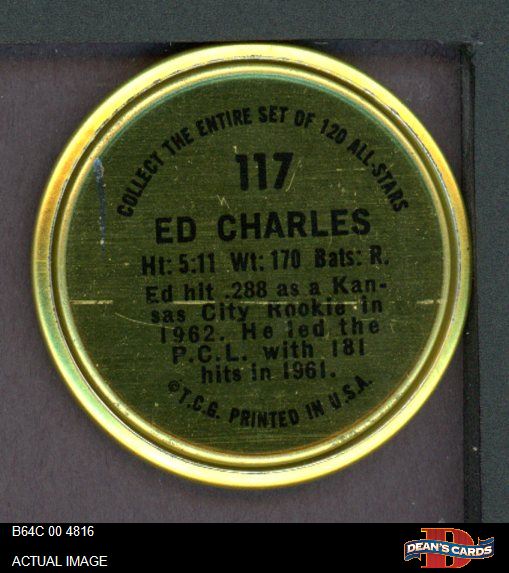 COLLECT THE ENTIRE SET OF 120 ALL-STARS
117
ED CHARLES
Ht: 5:11 Wt: 170 Bats: R.
Ed hit .288 as a Kan-
sas City Rookie in
1962. He led the
P.C.L. with 181
hits in 1961.
©T.C.G. PRINTED IN U.S.A.
B64C 00 4816
ACTUAL IMAGE
B
DEAN'S CARDS